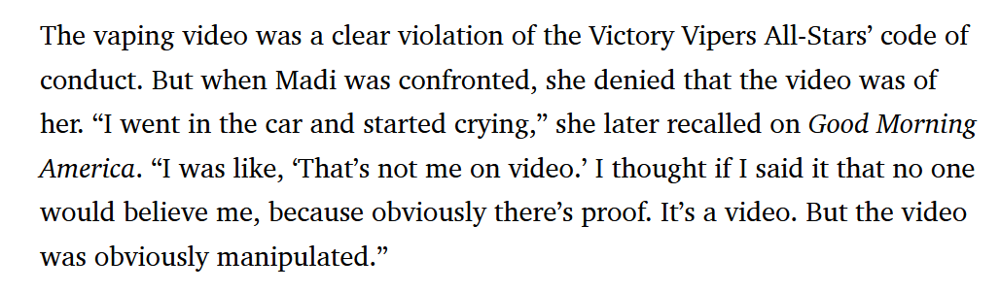 The vaping video was a clear violation of the Victory Vipers All-Stars’ code of
conduct. But when Madi was confronted, she denied that the video was of
her. “I went in the car and started crying,” she later recalled on Good Morning
America. “I was like, ‘That’s not me on video.’ I thought if I said it that no one
would believe me, because obviously there’s proof. It’s a video. But the video
was obviously manipulated.”